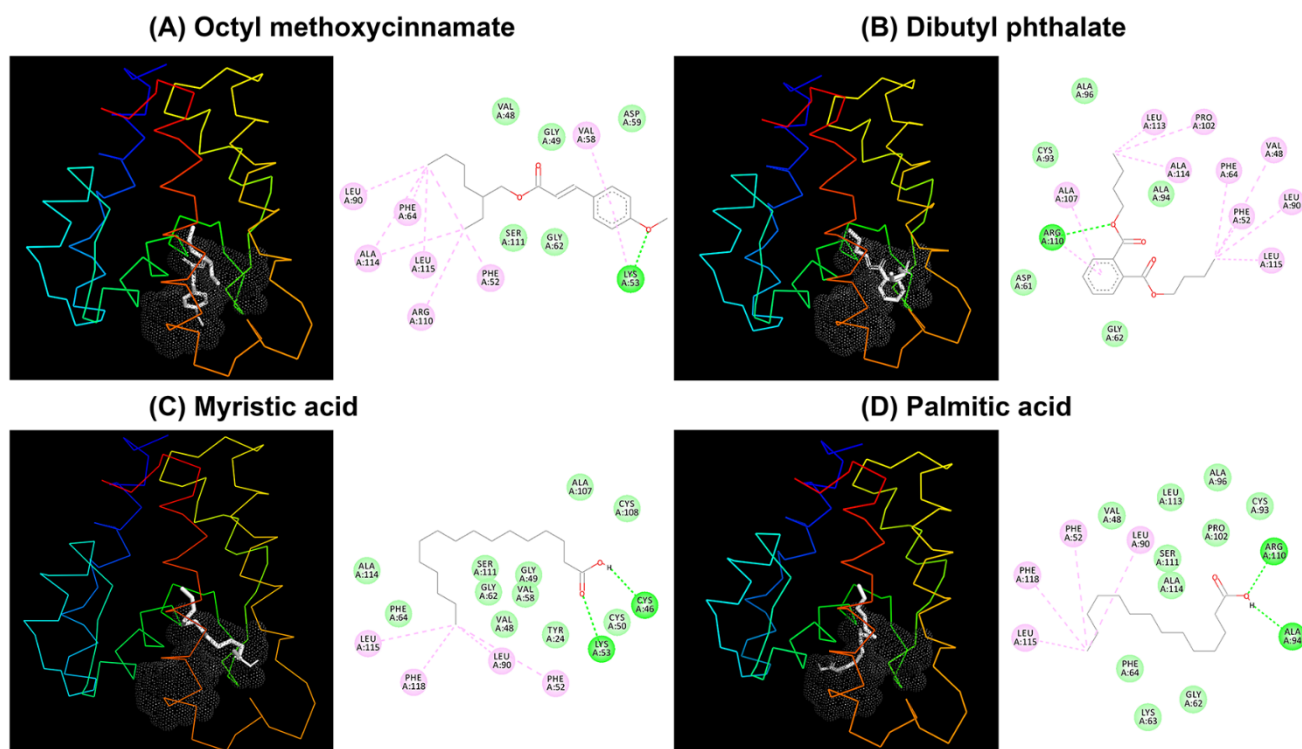 (A) Octyl methoxycinnamate
VAL
A:48
GLY
A:49
VAL
A:58
ASP
A:59
LEU
A:90
PHE
A:64
O
O
SER
A:111
GLY
A:62
ALA
A:114
LEU
A:115
PHE
A:52
O
LYS
A:53
ARG
A:110
(B) Dibutyl phthalate
ALA
A:96
LEU
A:113
PRO
A:102
CYS
A:93
VAL
A:48
ALA
A:114
PHE
A:64
ALA
A:107
ALA
A:94
LEU
A:90
PHE
A:52
ARG
A:110
O
O
LEU
A:115
ASP
A:61
O
O
GLY
A:62
(C) Myristic acid
ALA
A:107
CYS
A:108
ALA
A:114
SER
A:111
GLY
A:49
O
H
GLY
A:62
VAL
A:58
O
CYS
A:46
PHE
A:64
VAL
A:48
TYR
A:24
CYS
A:50
LEU
A:115
LYS
A:53
LEU
A:90
PHE
A:118
PHE
A:52
(D) Palmitic acid
ALA
A:96
LEU
A:113
CYS
A:93
VAL
A:48
PHE
A:52
LEU
A:90
PRO
A:102
ARG
A:110
SER
A:111
PHE
A:118
ALA
A:114
O
O
H
LEU
A:115
ALA
A:94
PHE
A:64
GLY
A:62
LYS
A:63